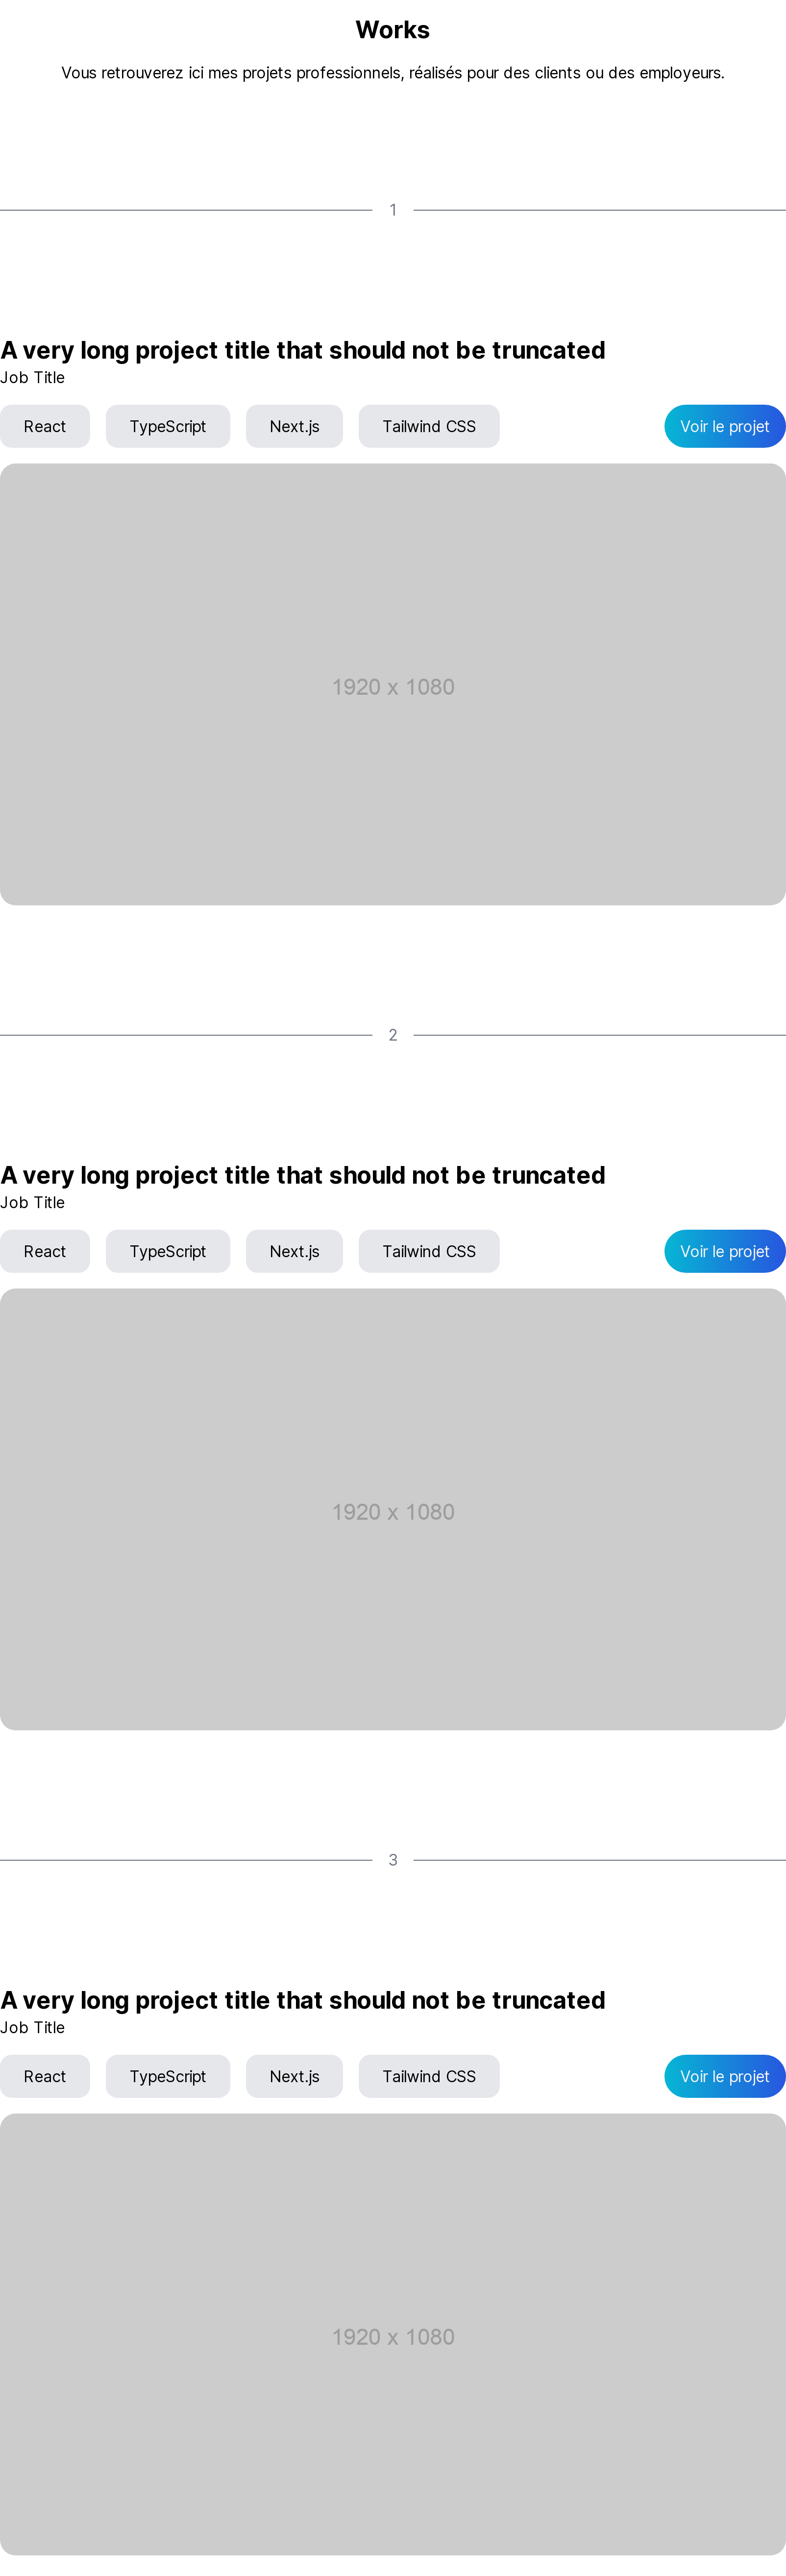 Works
Vous retrouverez ici mes projets professionnels, réalisés pour des clients ou des employeurs.
1
A very long project title that should not be truncated
Job Title
React TypeScript Next.js Tailwind CSS Voir le projet
1920 x 1080
2
A very long project title that should not be truncated
Job Title
React TypeScript Next.js Tailwind CSS Voir le projet
1920 x 1080
3
A very long project title that should not be truncated
Job Title
React TypeScript Next.js Tailwind CSS Voir le projet
1920 x 1080